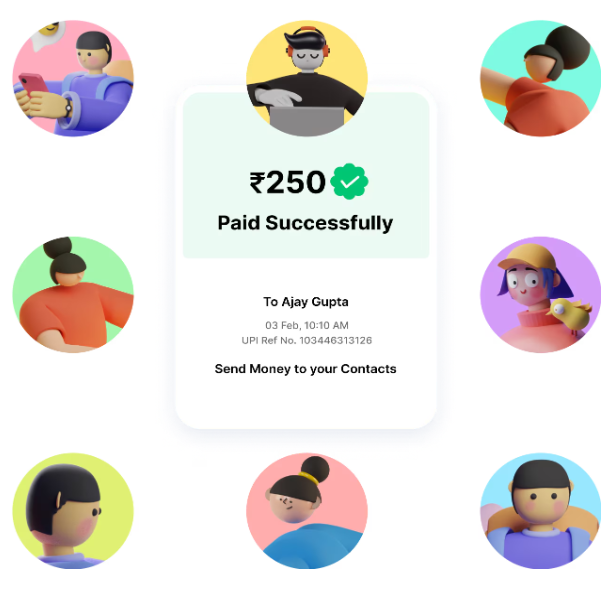 ₹250
Paid Successfully
To Ajay Gupta
03 Feb, 10:10 AM
UPI Ref No. 103446313126
Send Money to your Contacts